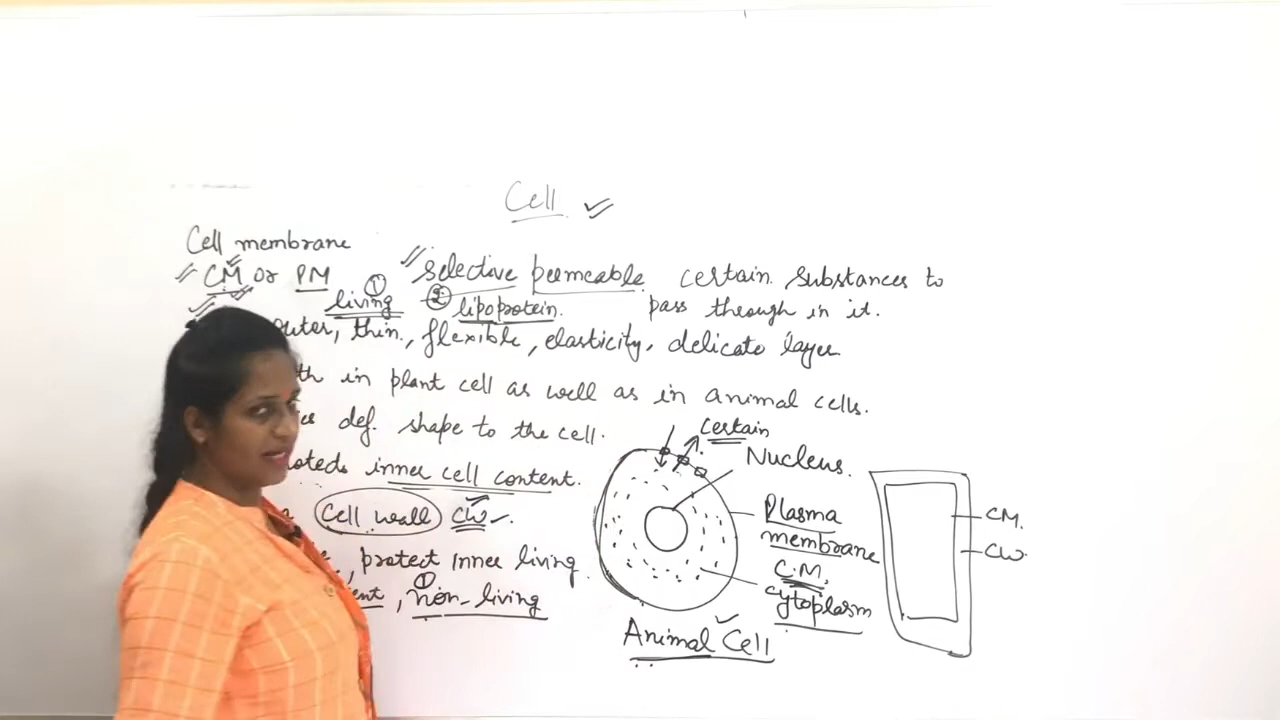 Cell
Cell membrane
CM or PM
① ②
selective permeable certain substances to
living lipoprotein. pass through in it.
outer, thin, flexible, elasticity, delicate layer
in plant cell as well as in animal cells.
def. shape to the cell.
inner cell content.
Cell wall CW
protect inner living
① 
, non-living
certain
Nucleus.
Plasma
membrane
C.M,
cytoplasm
Animal Cell
CM.
CW